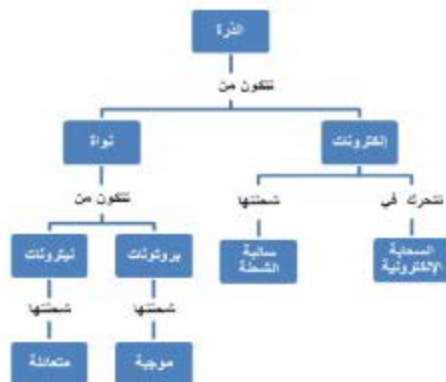 الذرة
تتكون من
نواة
إلكترونات
تتكون من
شحنتها
تتحرك في
نيترونات
بروتونات
سالبة
الشحنة
السحابة
الإلكترونية
شحنتها
شحنتها
متعادلة
موجبة